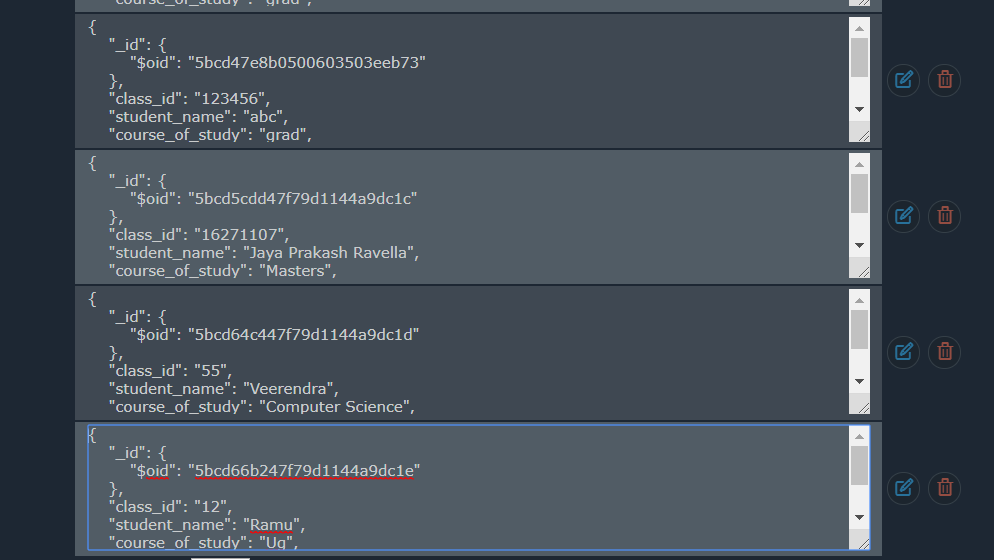 "course_of_study": "grad",
{
"_id": {
"$oid": "5bcd47e8b0500603503eeb73"
},
"class_id": "123456",
"student_name": "abc",
"course_of_study": "grad",
{
"_id": {
"$oid": "5bcd5cdd47f79d1144a9dc1c"
},
"class_id": "16271107",
"student_name": "Jaya Prakash Ravella",
"course_of_study": "Masters",
{
"_id": {
"$oid": "5bcd64c447f79d1144a9dc1d"
},
"class_id": "55",
"student_name": "Veerendra",
"course_of_study": "Computer Science",
{
"_id": {
"$oid": "5bcd66b247f79d1144a9dc1e"
},
"class_id": "12",
"student_name": "Ramu",
"course_of_study": "Ug",